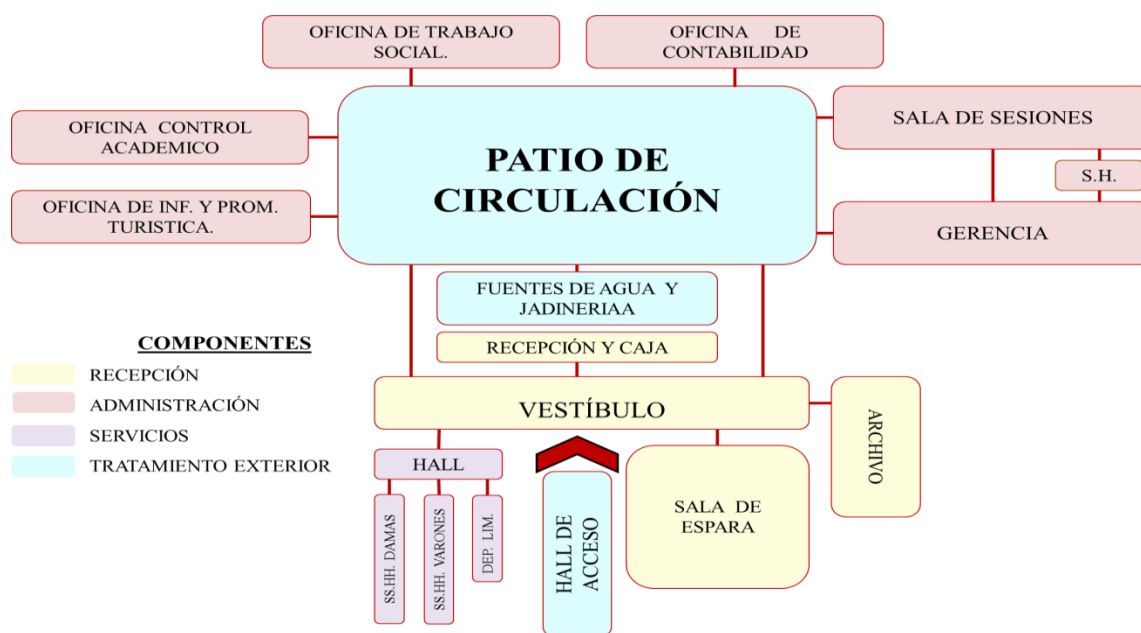 OFICINA DE TRABAJO
SOCIAL.
OFICINA DE
CONTABILIDAD
OFICINA CONTROL
ACADEMICO
PATIO DE
CIRCULACIÓN
SALA DE SESIONES
S.H.
OFICINA DE INF. Y PROM.
TURISTICA.
GERENCIA
FUENTES DE AGUA Y
JADINERIAA
RECEPCIÓN Y CAJA
COMPONENTES
RECEPCIÓN
ADMINISTRACIÓN
SERVICIOS
TRATAMIENTO EXTERIOR
VESTÍBULO
ARCHIVO
HALL
SS.HH. DAMAS
SS.HH. VARONES
DEP. LIM.
HALL DE
ACCESO
SALA DE
ESPARA